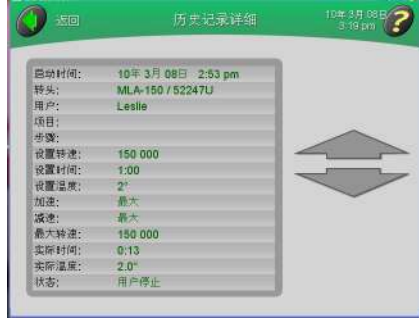 返回
历史记录详细
10年 3月 08日
3:19 pm
?
启动时间: 10年 3月 08日 2:53 pm
转头: MLA-150 / 52247U
用户: Leslie
项目:
步骤:
设置转速: 150 000
设置时间: 1:00
设置温度: 2°
加速: 最大
减速: 最大
最大转速: 150 000
实际时间: 0:13
实际温度: 2.0°
状态: 用户停止